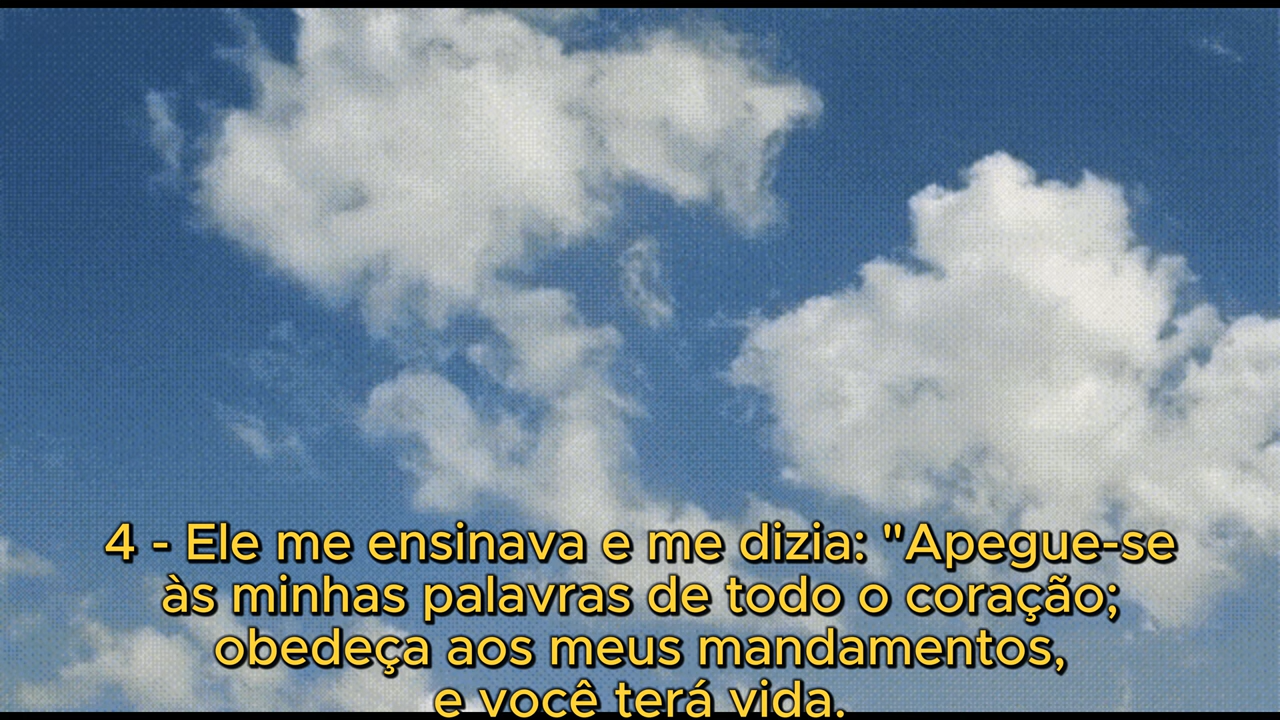 4 - Ele me ensinava e me dizia: "Apegue-se
às minhas palavras de todo o coração;
obedeça aos meus mandamentos,
e você terá vida.